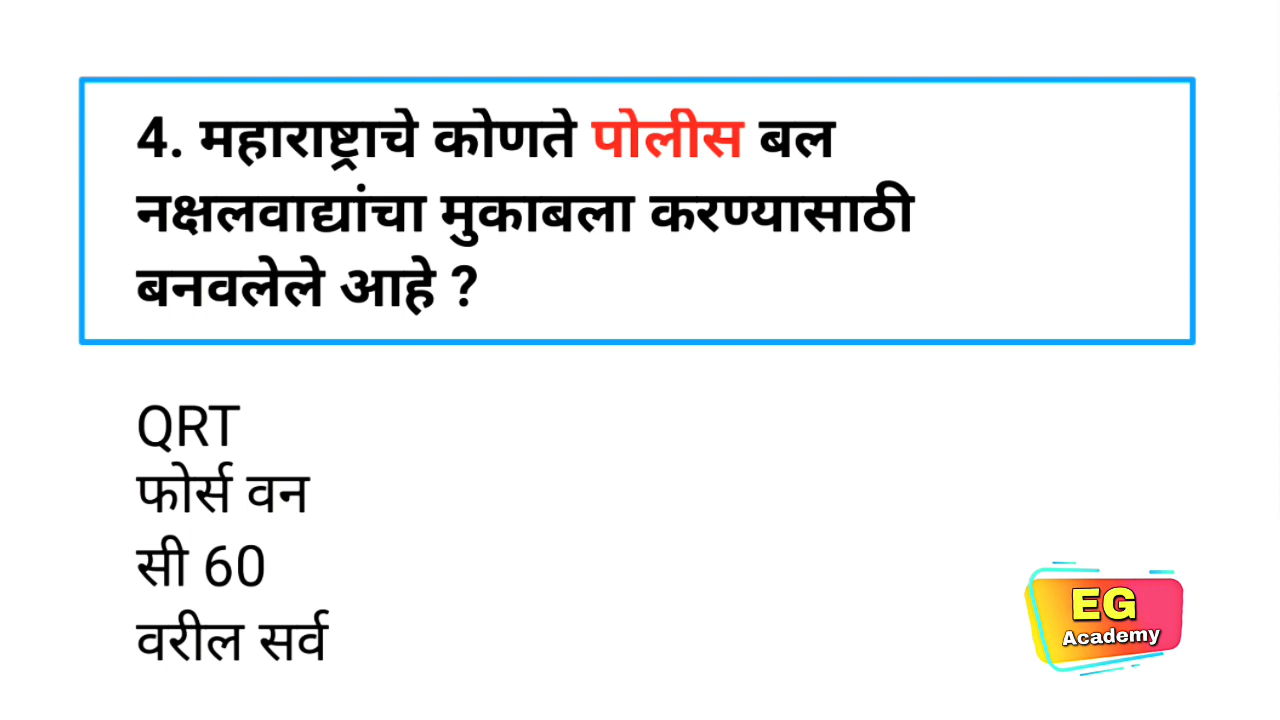 4. महाराष्ट्राचे कोणते पोलीस बल
नक्षलवाद्यांचा मुकाबला करण्यासाठी
बनवलेले आहे ?
QRT
फोर्स वन
सी 60
वरील सर्व
EG
Academy